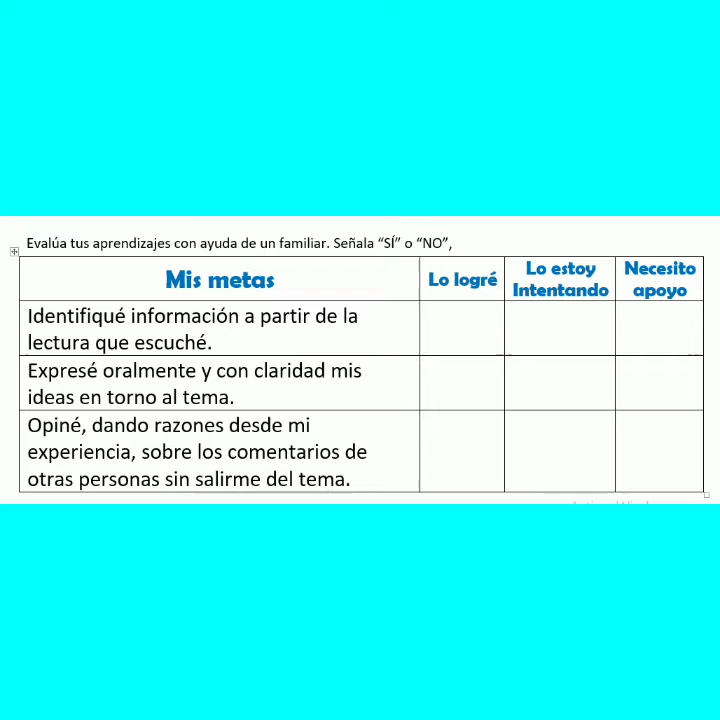 Evalúa tus aprendizajes con ayuda de un familiar. Señala “SÍ” o “NO”,
Mis metas
Lo logré
Lo estoy
Intentando
Necesito
apoyo
Identifiqué información a partir de la
lectura que escuché.
Expresé oralmente y con claridad mis
ideas en torno al tema.
Opiné, dando razones desde mi
experiencia, sobre los comentarios de
otras personas sin salirme del tema.